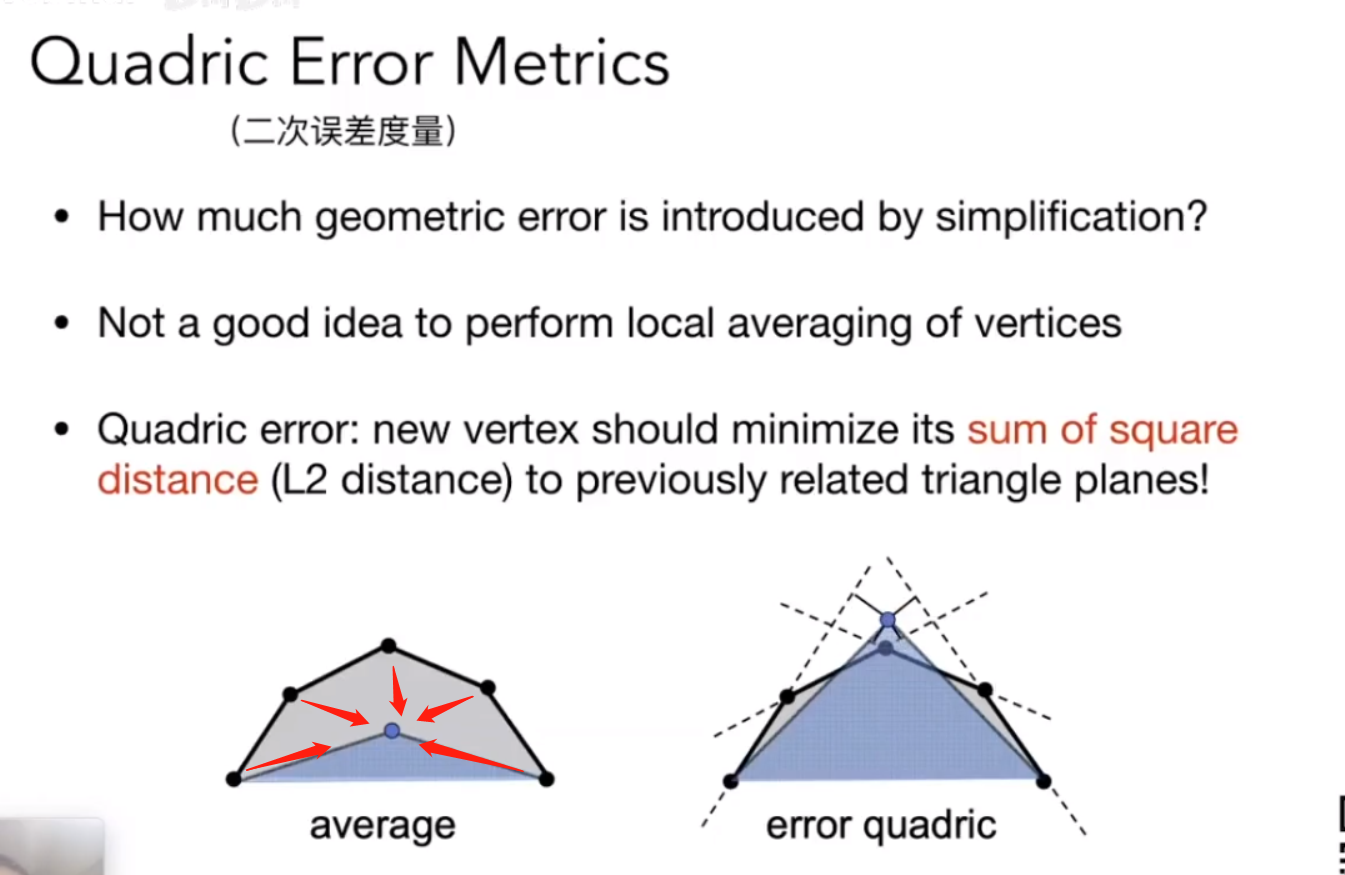 Quadric Error Metrics
(二次误差度量)
• How much geometric error is introduced by simplification?
• Not a good idea to perform local averaging of vertices
• Quadric error: new vertex should minimize its sum of square
distance (L2 distance) to previously related triangle planes!
average
error quadric